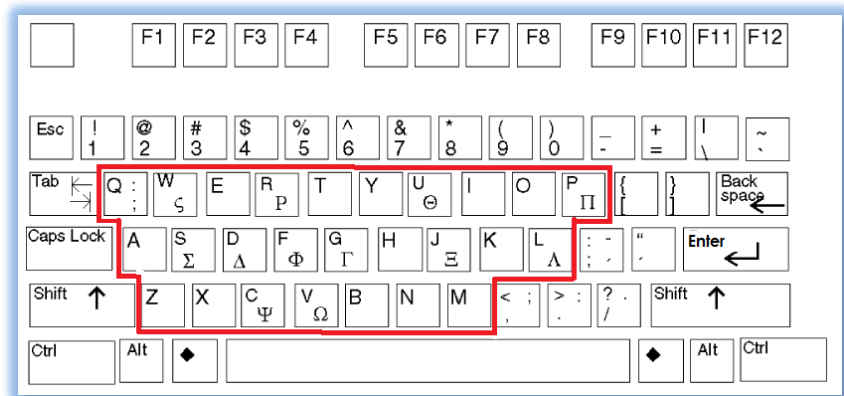 F1 F2 F3 F4 F5 F6 F7 F8 F9 F10 F11 F12
Esc ! 1 @ 2 # 3 $ 4 % 5 ^ 6 & 7 * 8 ( 9 ) 0 _ - + = | \ ~ `
Tab Q : ; W ς E R Ρ T Y U Θ I O P Π { [ } ] Back space
Caps Lock A S Σ D Δ F Φ G Γ H J Ξ K L Λ : ; ¨ ΄ " ' Enter
Shift Z X C Ψ V Ω B N M < , ; > . : ? / . Shift
Ctrl Alt ◆ ◆ Alt Ctrl